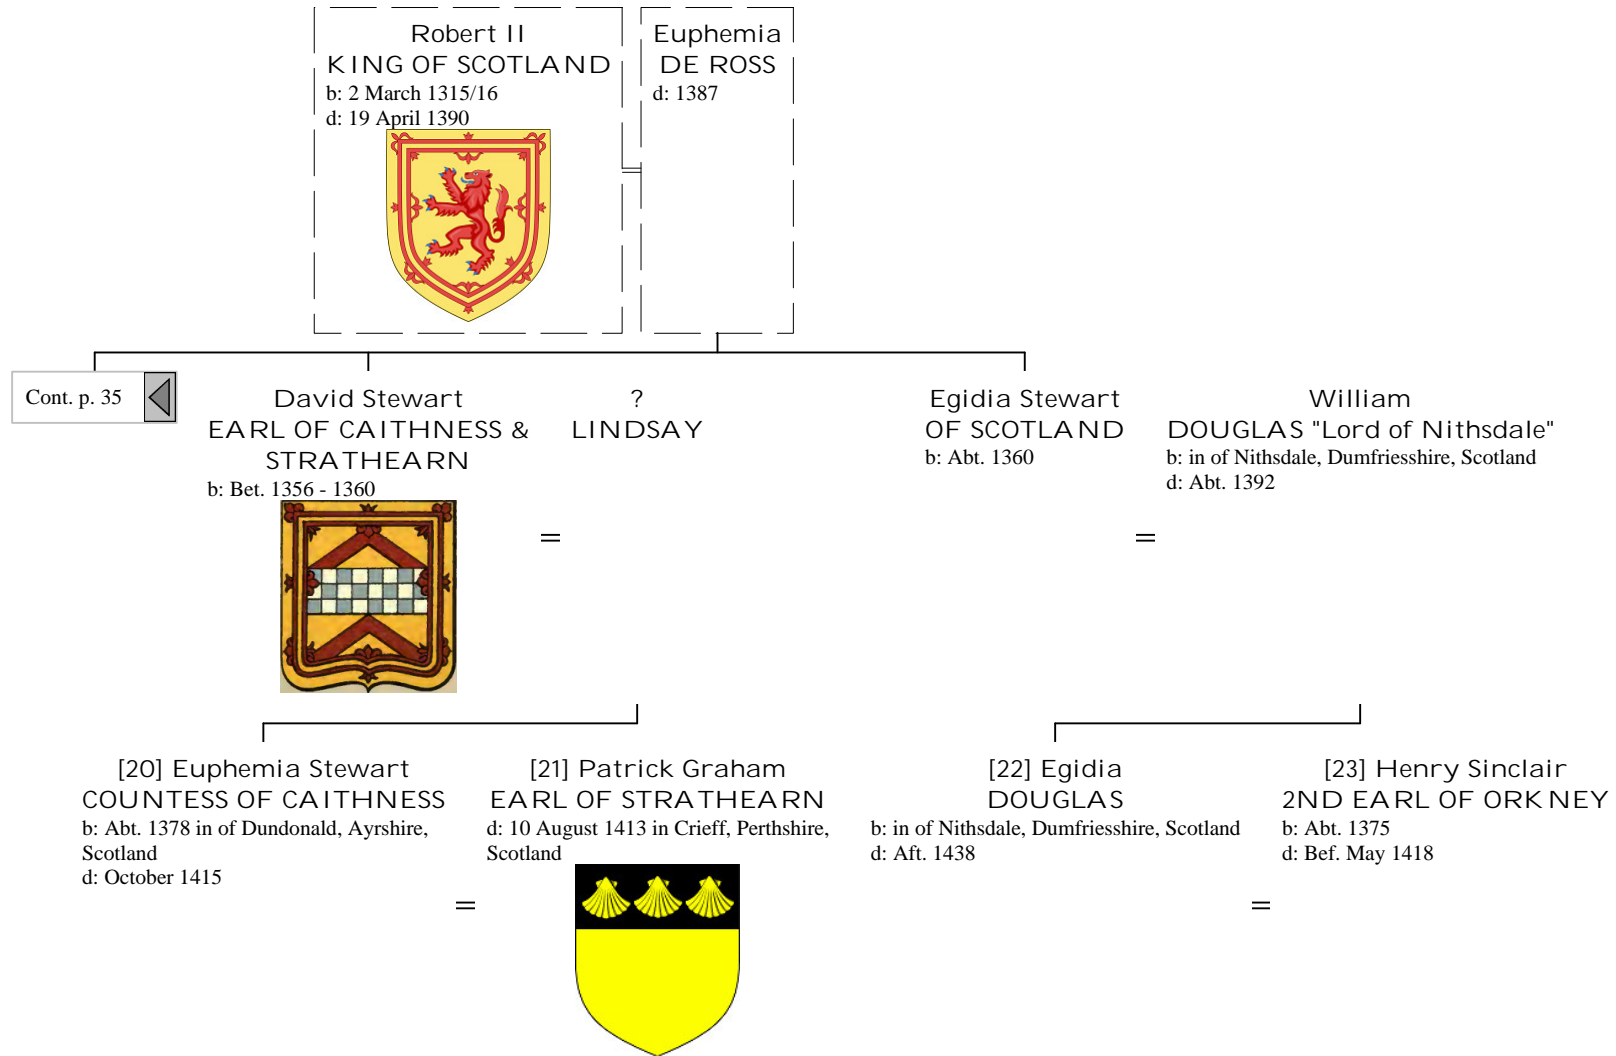 Robert II
KING OF SCOTLAND
b: 2 March 1315/16
d: 19 April 1390
Euphemia
DE ROSS
d: 1387
Cont. p. 35
David Stewart
EARL OF CAITHNESS &
STRATHEARN
b: Bet. 1356 - 1360
=
?
LINDSAY
Egidia Stewart
OF SCOTLAND
b: Abt. 1360
=
William
DOUGLAS "Lord of Nithsdale"
b: in of Nithsdale, Dumfriesshire, Scotland
d: Abt. 1392
[20] Euphemia Stewart
COUNTESS OF CAITHNESS
b: Abt. 1378 in of Dundonald, Ayrshire,
Scotland
d: October 1415
=
[21] Patrick Graham
EARL OF STRATHEARN
d: 10 August 1413 in Crieff, Perthshire,
Scotland
[22] Egidia
DOUGLAS
b: in of Nithsdale, Dumfriesshire, Scotland
d: Aft. 1438
=
[23] Henry Sinclair
2ND EARL OF ORKNEY
b: Abt. 1375
d: Bef. May 1418